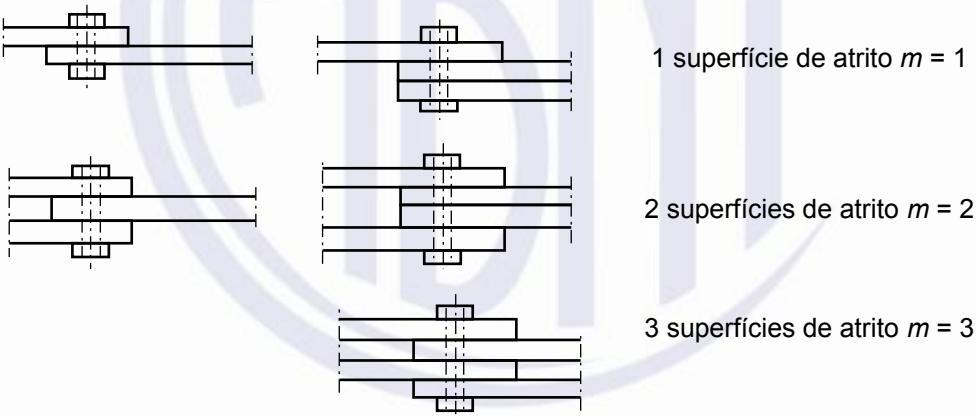 1 superfície de atrito m = 1
2 superfícies de atrito m = 2
3 superfícies de atrito m = 3